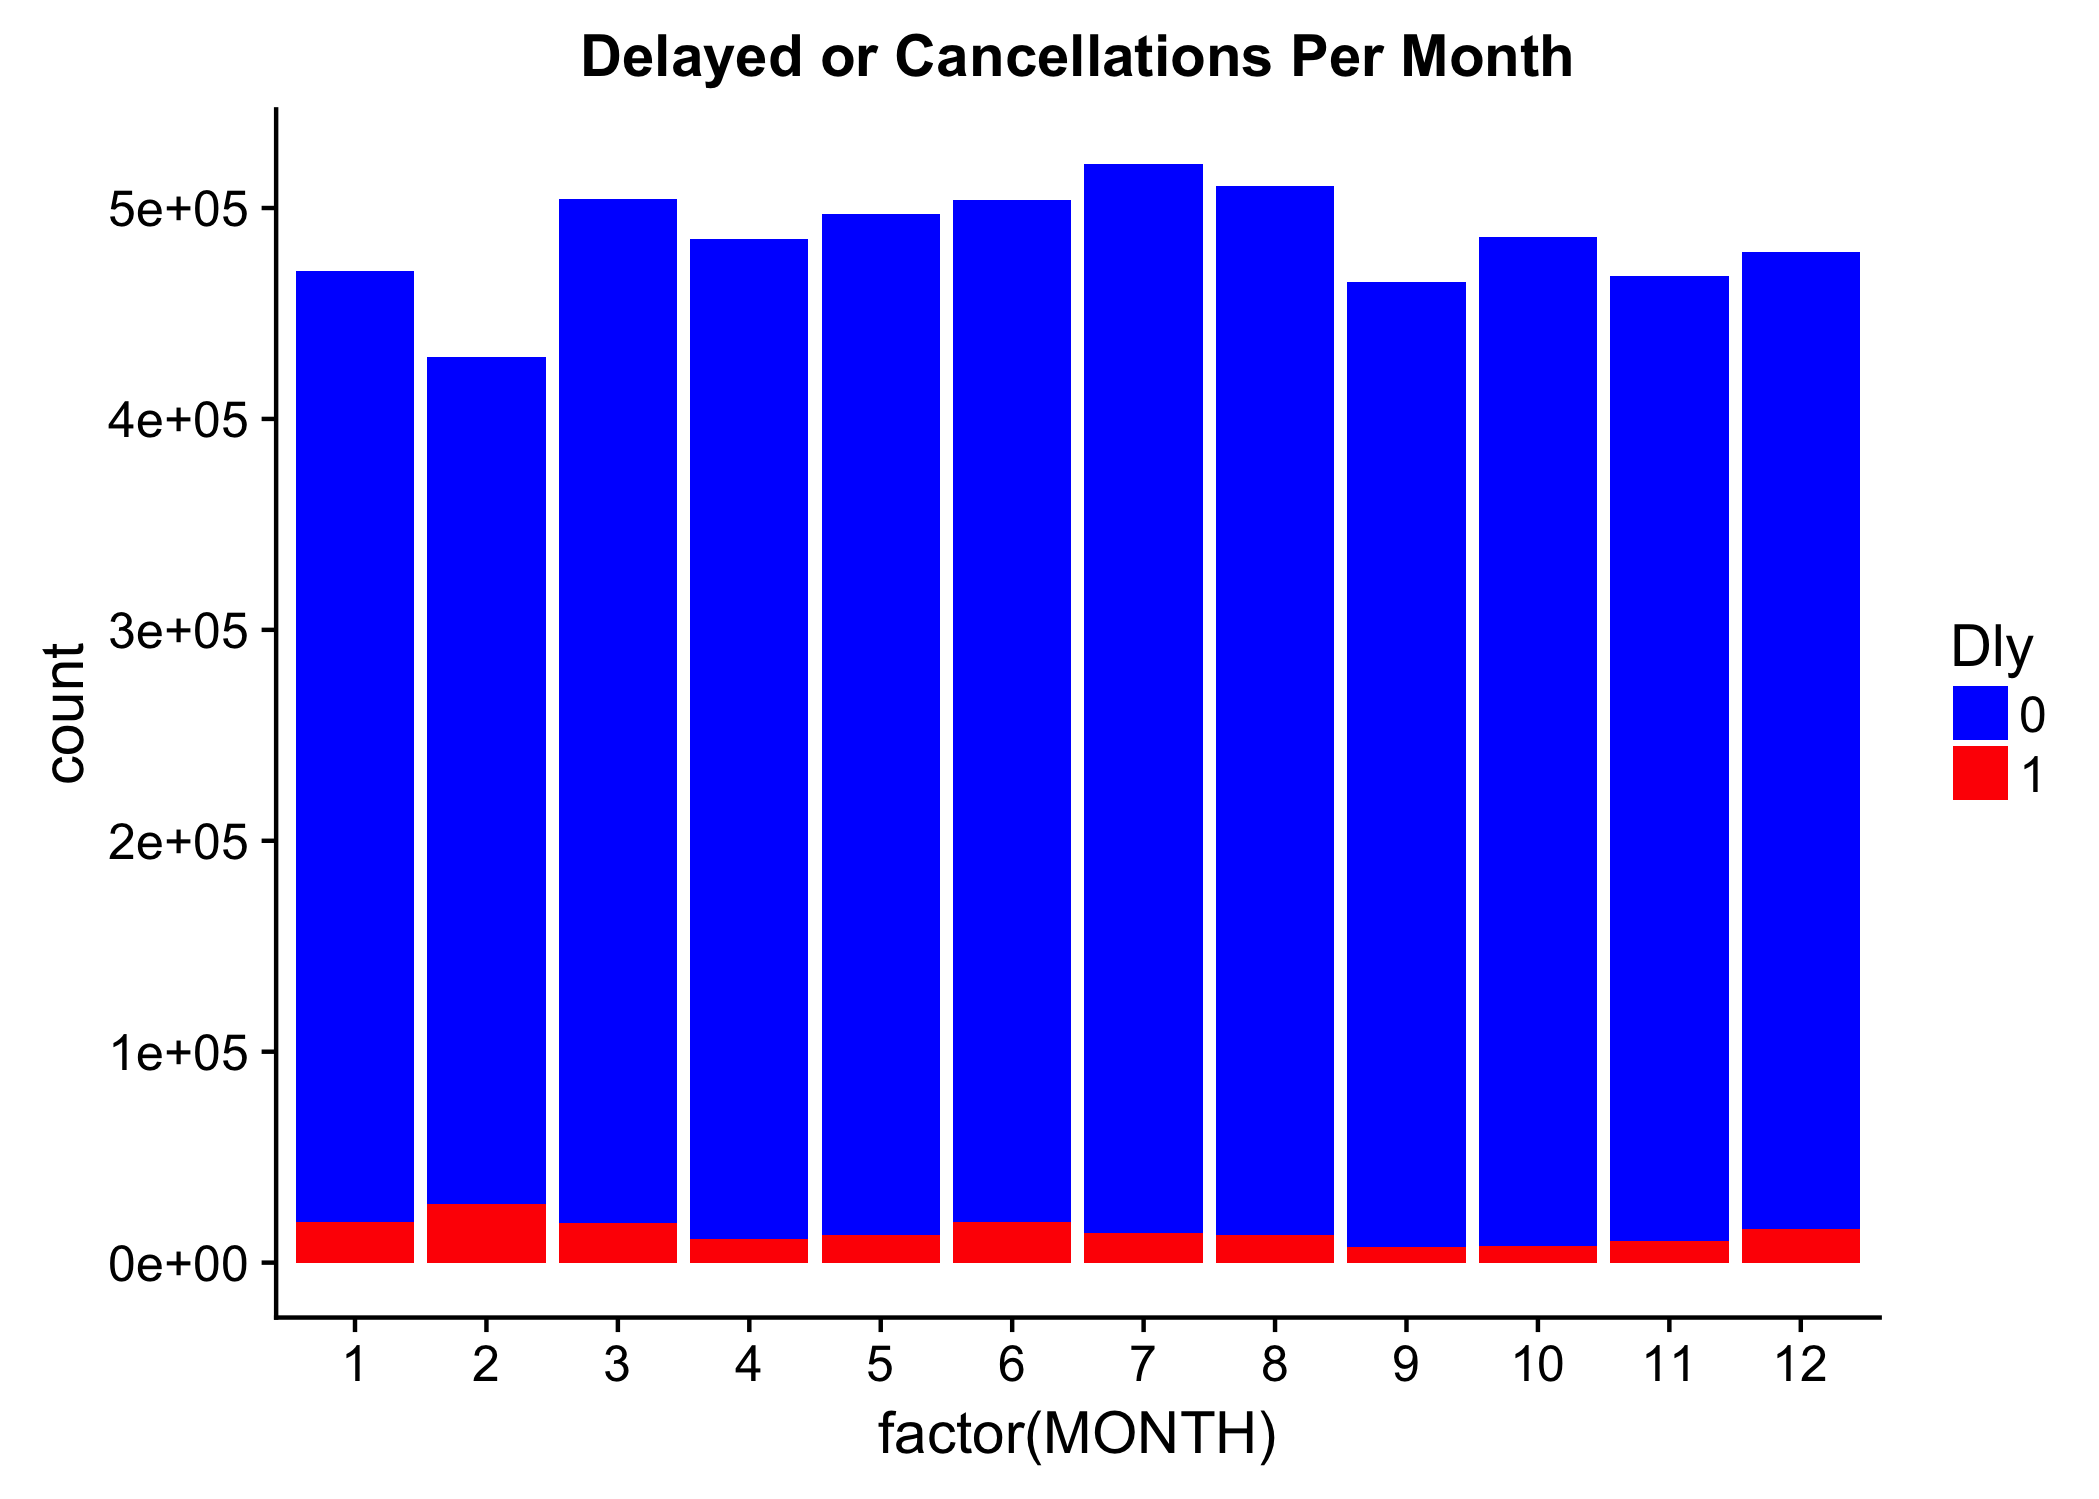 Delayed or Cancellations Per Month
5e+05
4e+05
3e+05
2e+05
1e+05
0e+00
count
1 2 3 4 5 6 7 8 9 10 11 12
factor(MONTH)
Dly
0
1